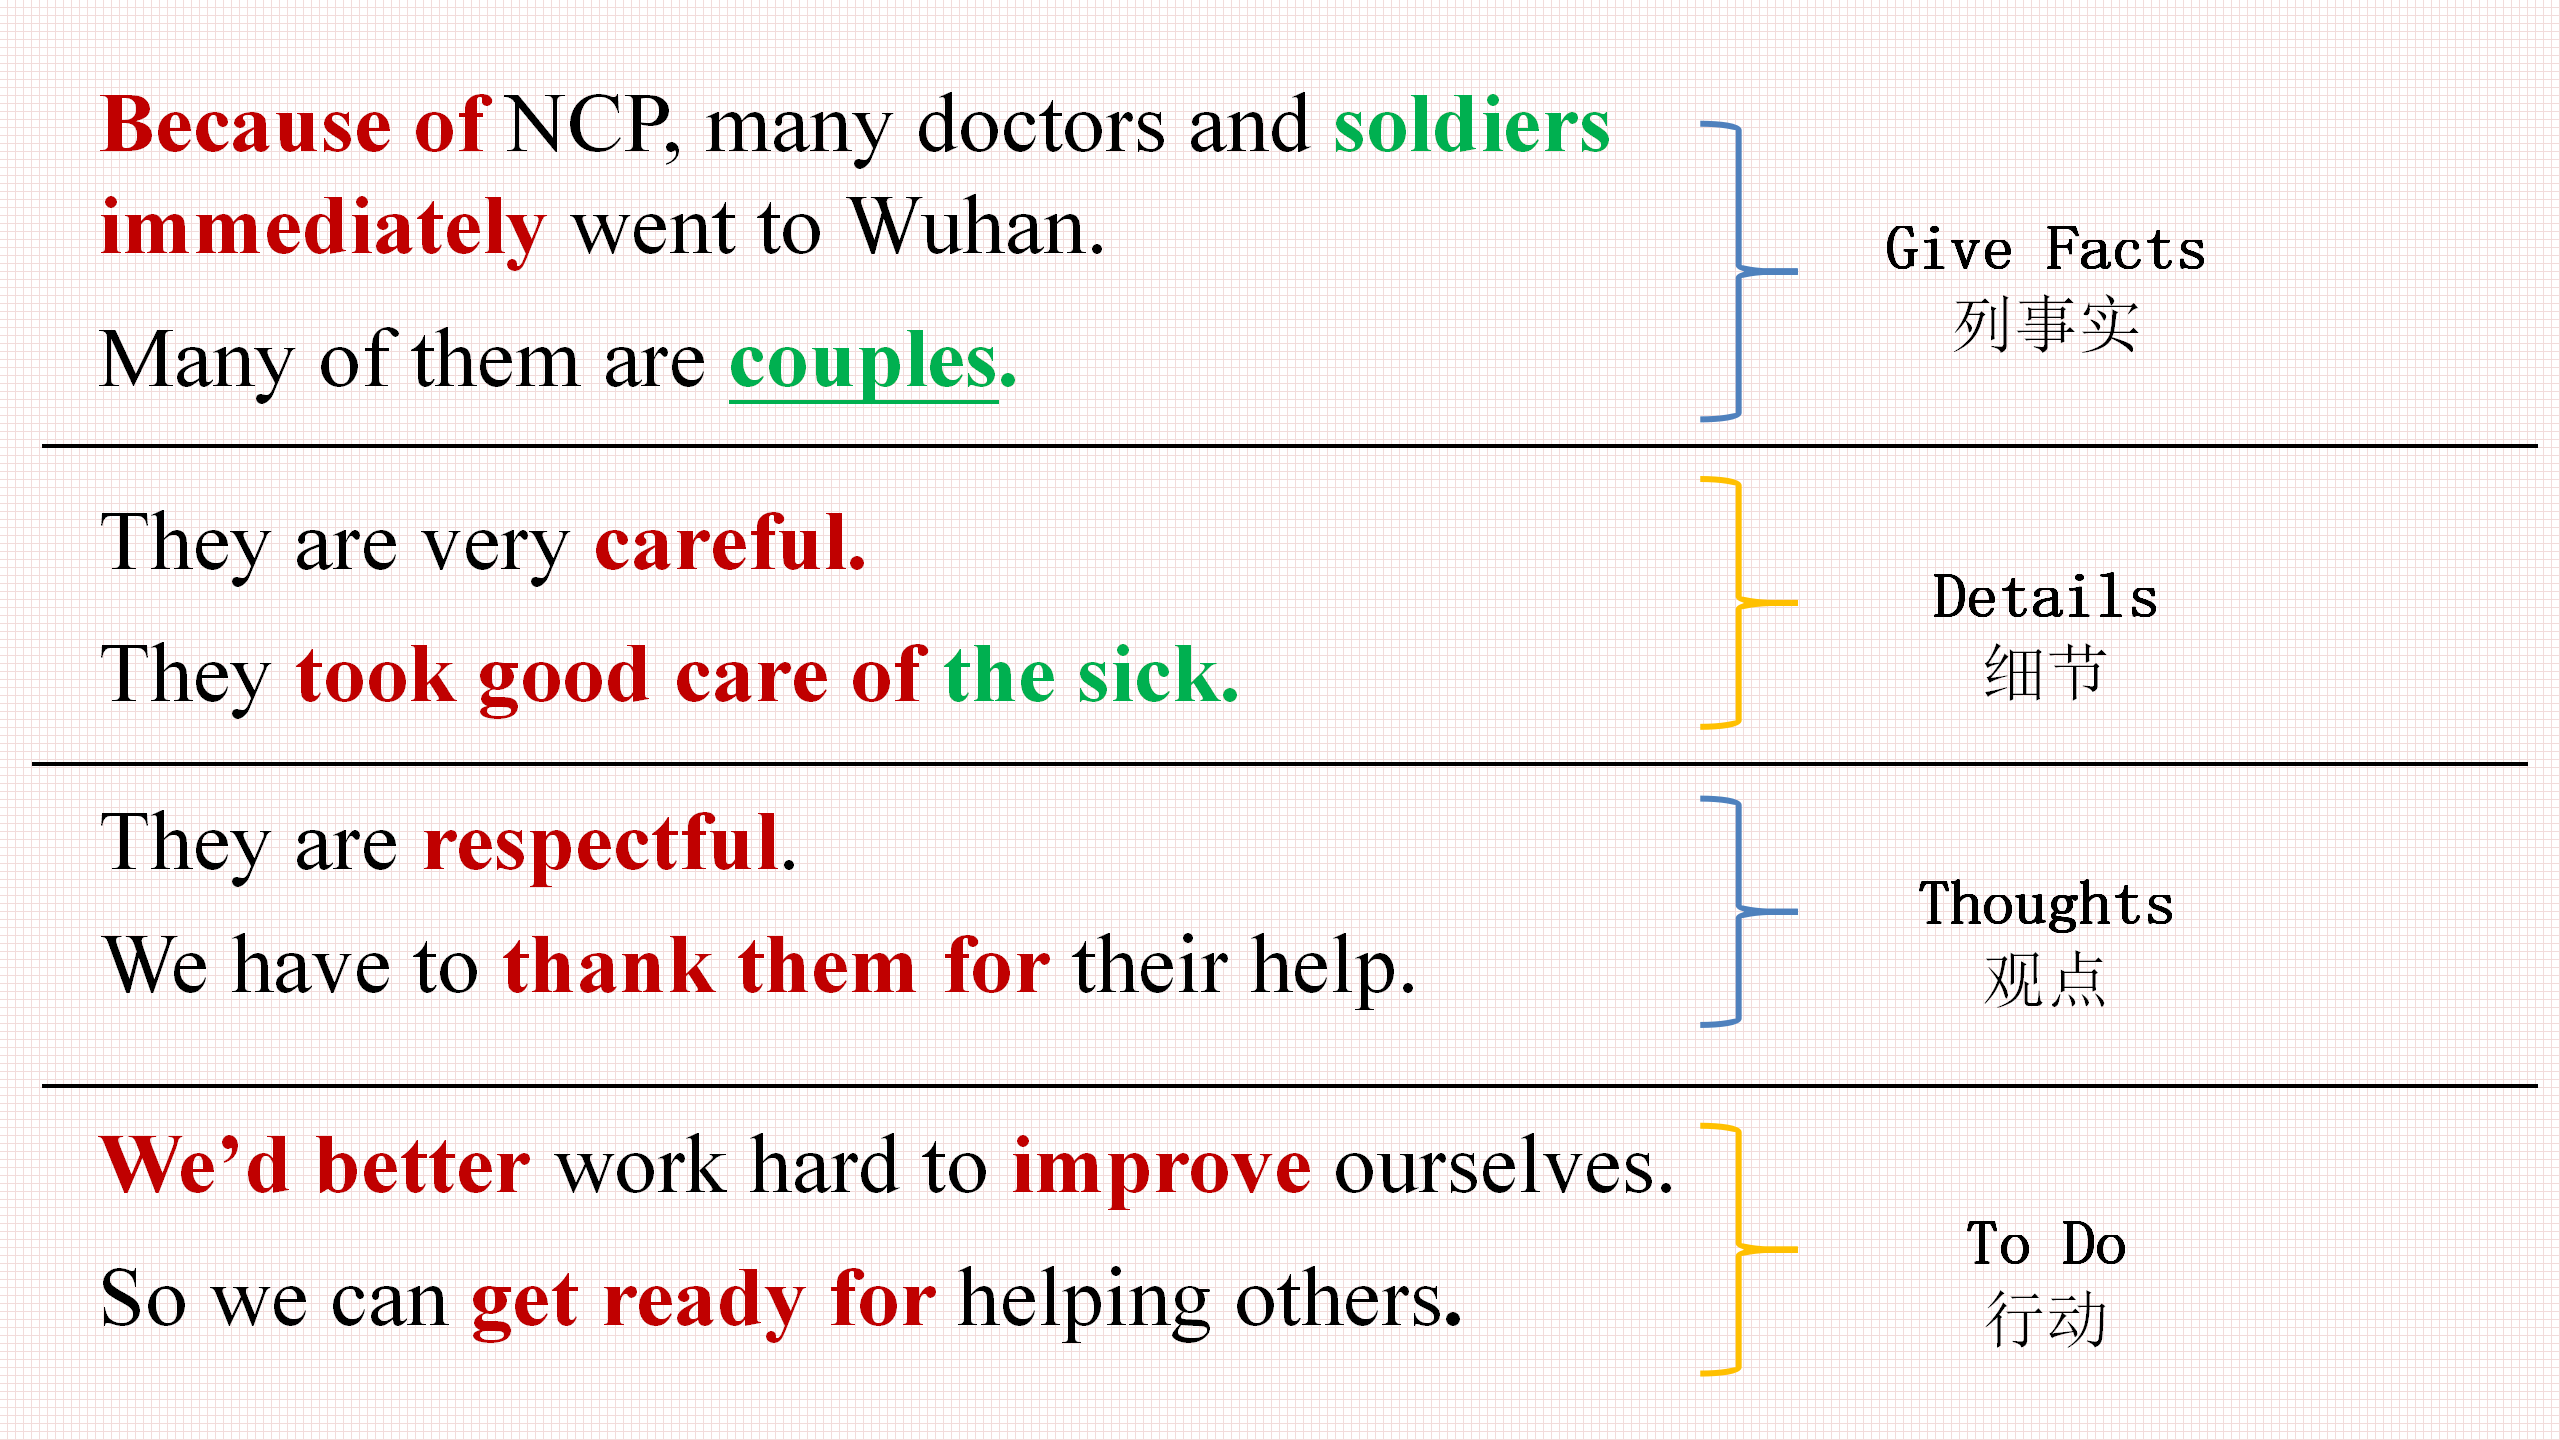 Because of NCP, many doctors and soldiers
immediately went to Wuhan.
Many of them are couples.
Give Facts
列事实
They are very careful.
They took good care of the sick.
Details
细节
They are respectful.
We have to thank them for their help.
Thoughts
观点
We’d better work hard to improve ourselves.
So we can get ready for helping others.
To Do
行动